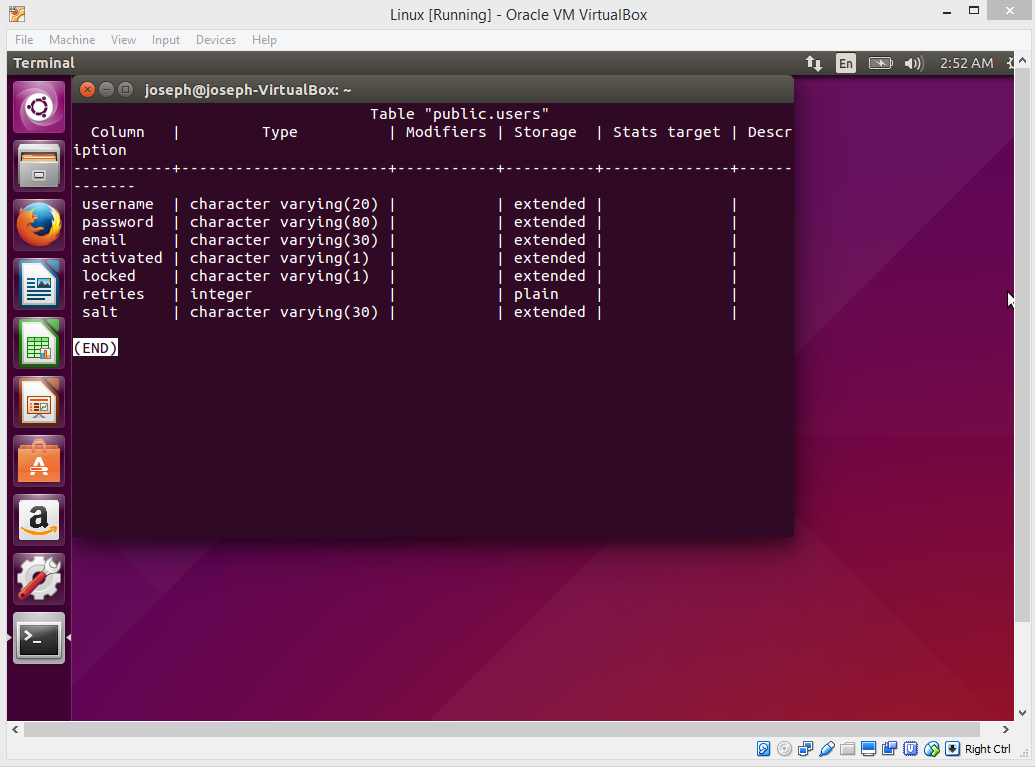 Linux [Running] - Oracle VM VirtualBox
File Machine View Input Devices Help
Terminal En 2:52 AM
joseph@joseph-VirtualBox: ~
Table "public.users"
Column | Type | Modifiers | Storage | Stats target | Descr
iption
-----------+-----------------------+-----------+----------+--------------+------
-------
username | character varying(20) | | extended | |
password | character varying(80) | | extended | |
email | character varying(30) | | extended | |
activated | character varying(1) | | extended | |
locked | character varying(1) | | extended | |
retries | integer | | plain | |
salt | character varying(30) | | extended | |
(END)
Right Ctrl